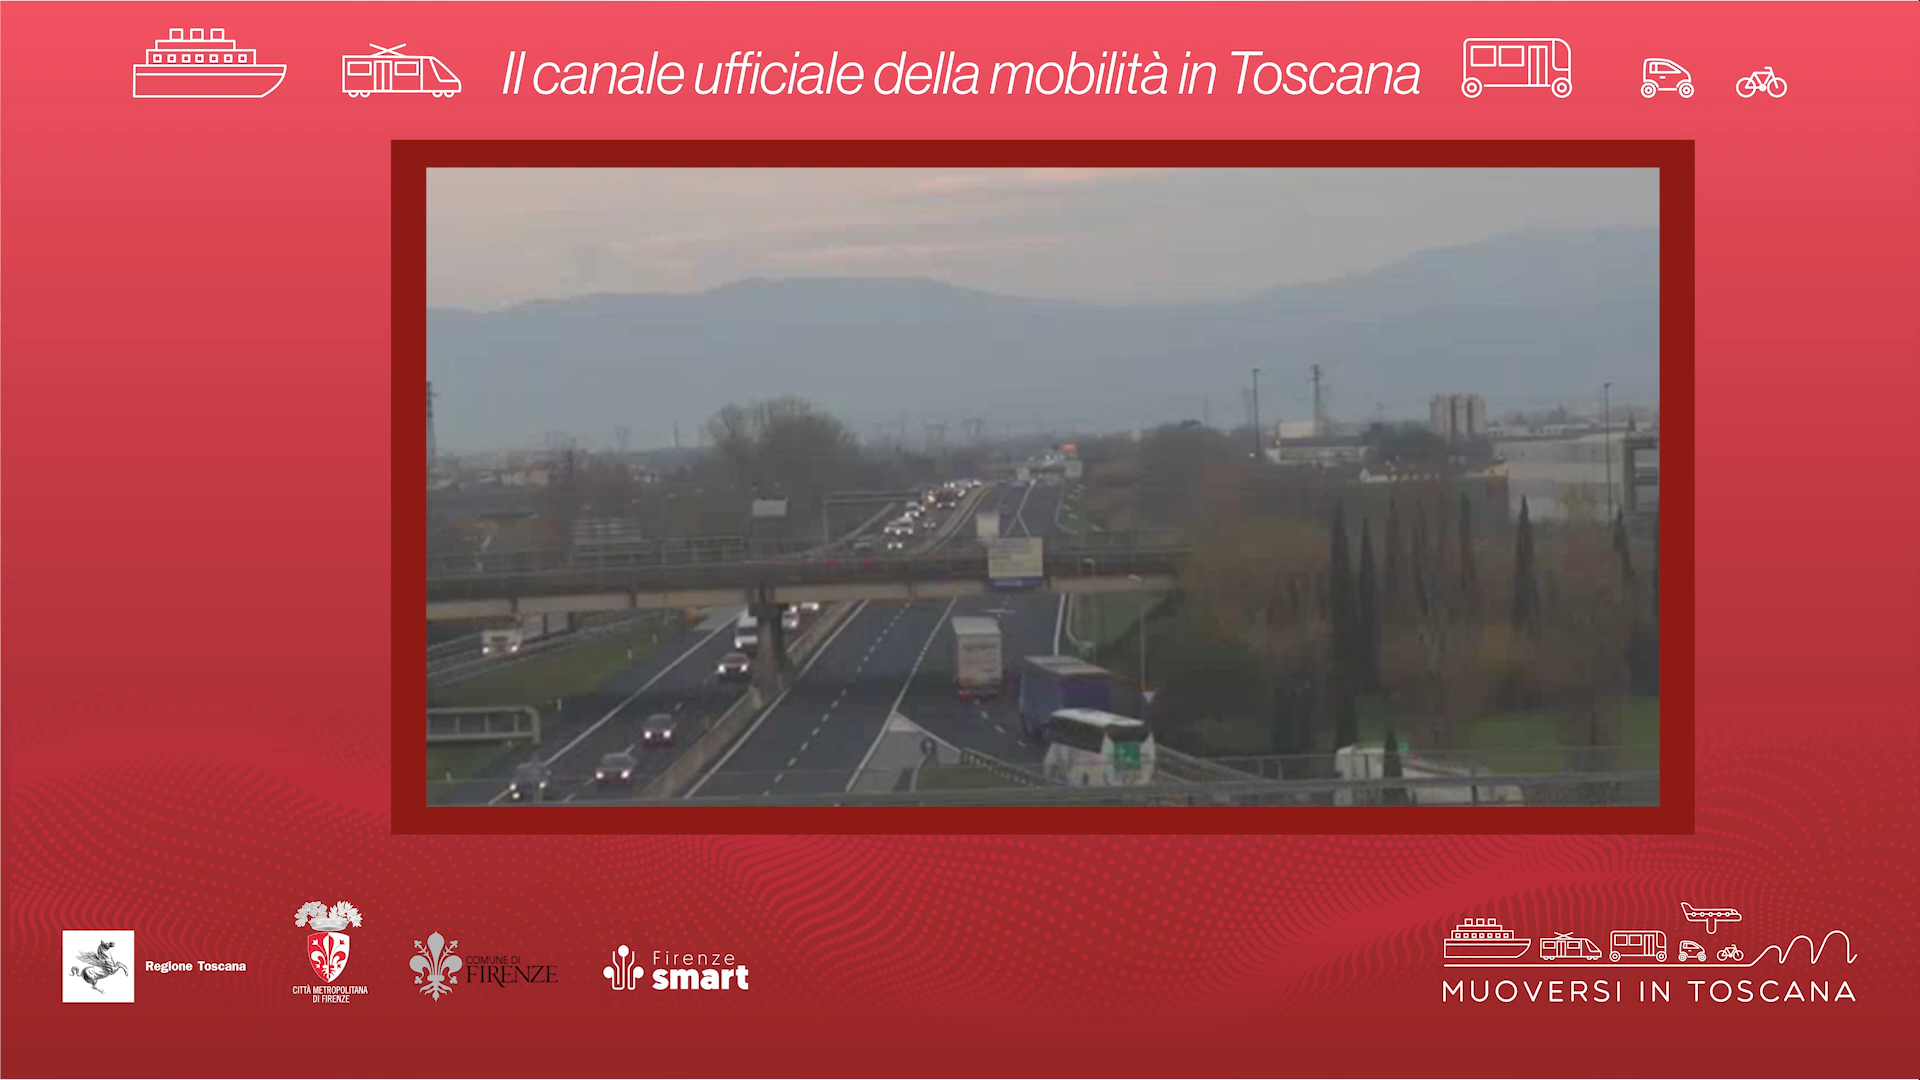 Il canale ufficiale della mobilità in Toscana
Regione Toscana
CITTÀ METROPOLITANA
DI FIRENZE
COMUNE DI
FIRENZE
Firenze
smart
MUOVERSI IN TOSCANA